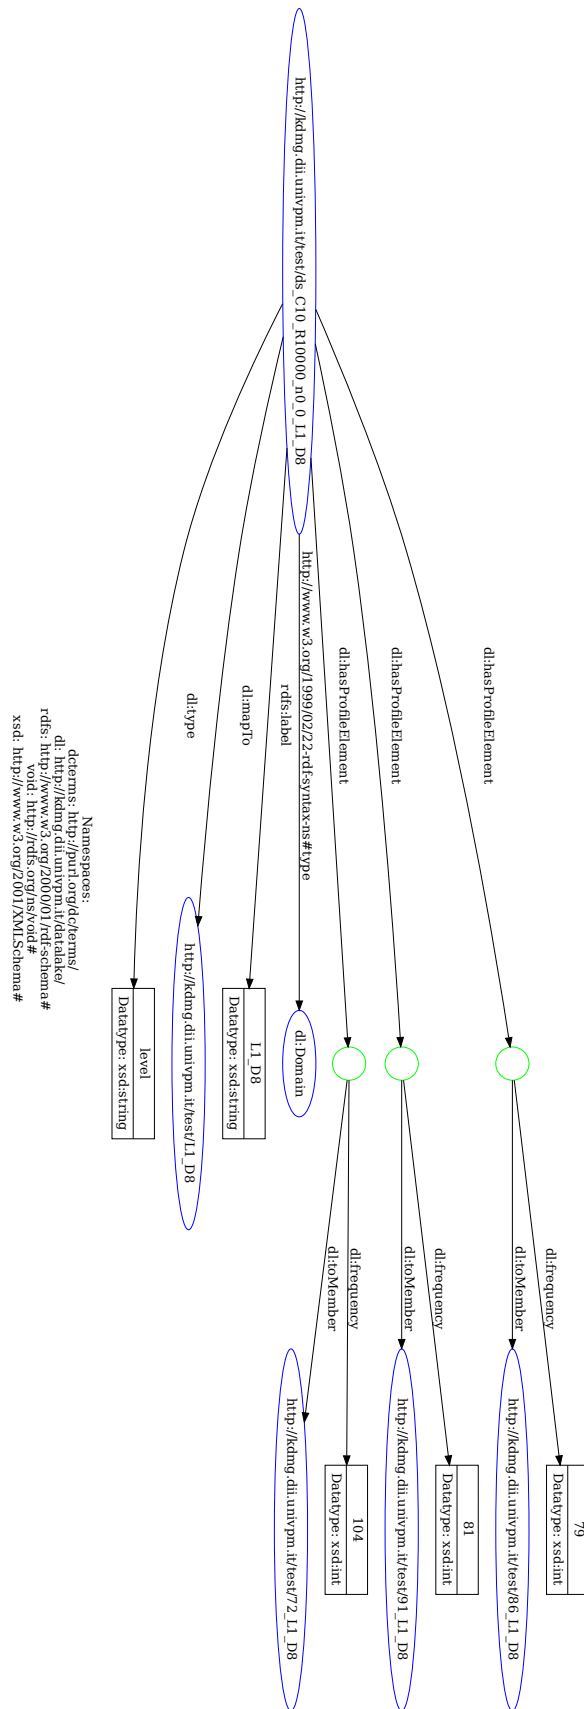 http://kdmg.dii.univpm.it/test/ds_C10_R10000_n0_0_L1_D8
dl:hasProfileElement
dl:hasProfileElement
dl:hasProfileElement
http://www.w3.org/1999/02/22-rdf-syntax-ns#type
rdfs:label
dl:mapTo
dl:type
dl:Domain
L1_D8
Datatype: xsd:string
http://kdmg.dii.univpm.it/test/L1_D8
level
Datatype: xsd:string
dl:frequency
dl:toMember
dl:frequency
dl:toMember
dl:frequency
dl:toMember
79
Datatype: xsd:int
http://kdmg.dii.univpm.it/test/86_L1_D8
81
Datatype: xsd:int
http://kdmg.dii.univpm.it/test/91_L1_D8
104
Datatype: xsd:int
http://kdmg.dii.univpm.it/test/72_L1_D8
Namespaces:
dcterms: http://purl.org/dc/terms/
dl: http://kdmg.dii.univpm.it/datalake/
rdfs: http://www.w3.org/2000/01/rdf-schema#
void: http://rdfs.org/ns/void#
xsd: http://www.w3.org/2001/XMLSchema#